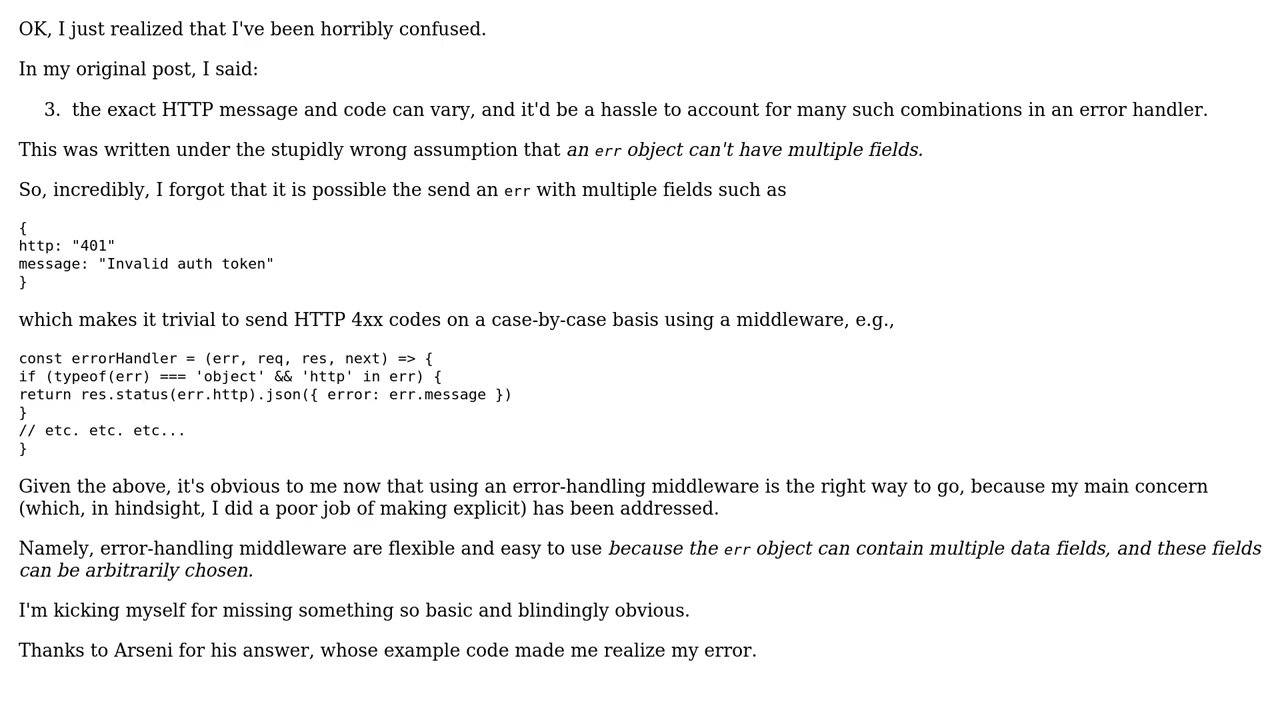 OK, I just realized that I've been horribly confused.
In my original post, I said:
3. the exact HTTP message and code can vary, and it'd be a hassle to account for many such combinations in an error handler.
This was written under the stupidly wrong assumption that an err object can't have multiple fields.
So, incredibly, I forgot that it is possible the send an err with multiple fields such as
{
http: "401"
message: "Invalid auth token"
}
which makes it trivial to send HTTP 4xx codes on a case-by-case basis using a middleware, e.g.,
const errorHandler = (err, req, res, next) => {
if (typeof(err) === 'object' && 'http' in err) {
return res.status(err.http).json({ error: err.message })
}
// etc. etc. etc...
}
Given the above, it's obvious to me now that using an error-handling middleware is the right way to go, because my main concern
(which, in hindsight, I did a poor job of making explicit) has been addressed.
Namely, error-handling middleware are flexible and easy to use because the err object can contain multiple data fields, and these fields
can be arbitrarily chosen.
I'm kicking myself for missing something so basic and blindingly obvious.
Thanks to Arseni for his answer, whose example code made me realize my error.